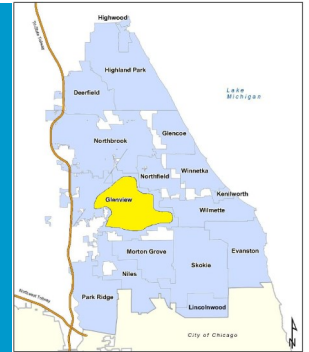 Highwood
Highland Park
Lake
Michigan
Deerfield
Glencoe
Northbrook
Winnetka
Northfield
Kenilworth
Glenview
Wilmette
Evanston
Morton Grove
Skokie
Niles
Park Ridge
Lincolnwood
City of Chicago